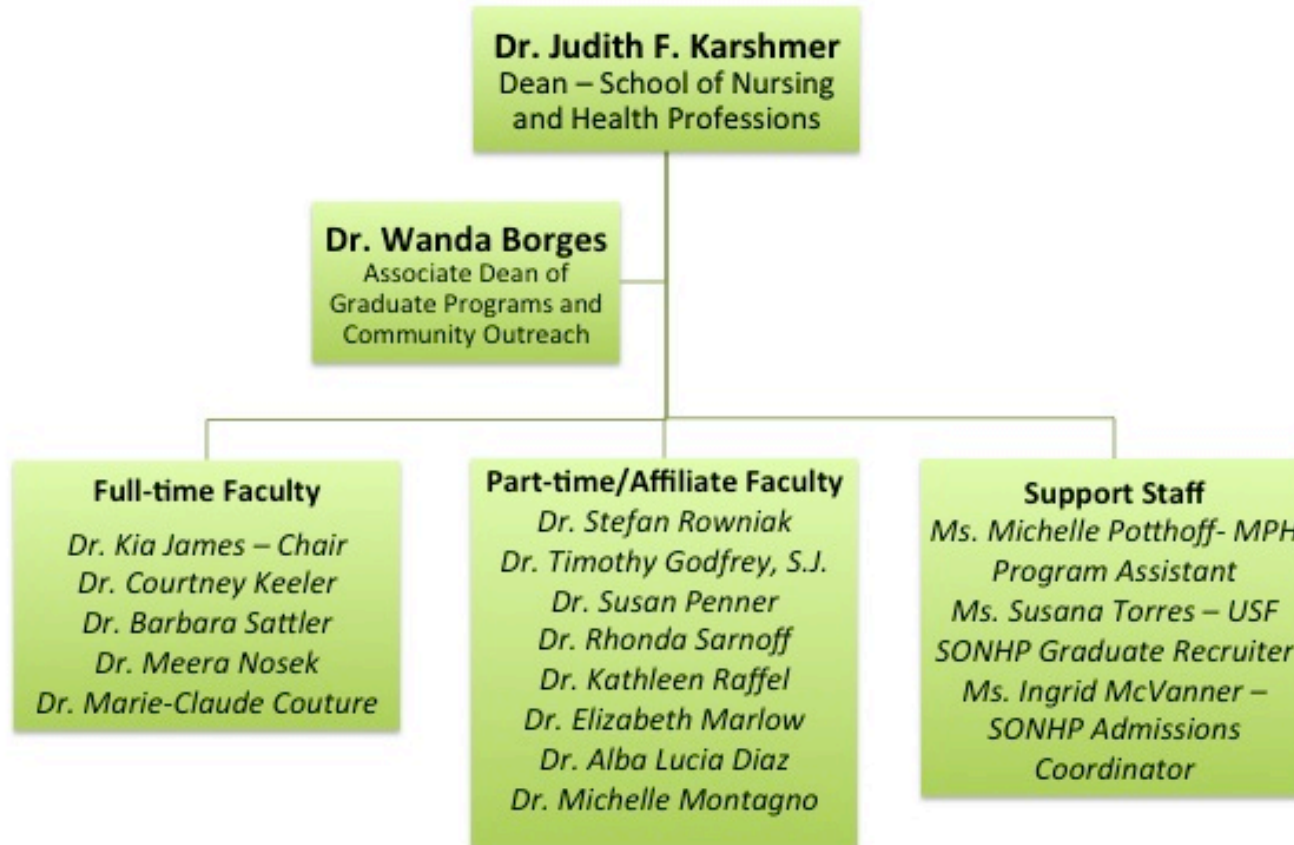 Dr. Judith F. Karshmer
Dean – School of Nursing
and Health Professions
Dr. Wanda Borges
Associate Dean of
Graduate Programs and
Community Outreach
Full-time Faculty
Dr. Kia James – Chair
Dr. Courtney Keeler
Dr. Barbara Sattler
Dr. Meera Nosek
Dr. Marie-Claude Couture
Part-time/Affiliate Faculty
Dr. Stefan Rowniak
Dr. Timothy Godfrey, S.J.
Dr. Susan Penner
Dr. Rhonda Sarnoff
Dr. Kathleen Raffel
Dr. Elizabeth Marlow
Dr. Alba Lucia Diaz
Dr. Michelle Montagno
Support Staff
Ms. Michelle Potthoff- MPH
Program Assistant
Ms. Susana Torres – USF
SONHP Graduate Recruiter
Ms. Ingrid McVanner –
SONHP Admissions
Coordinator